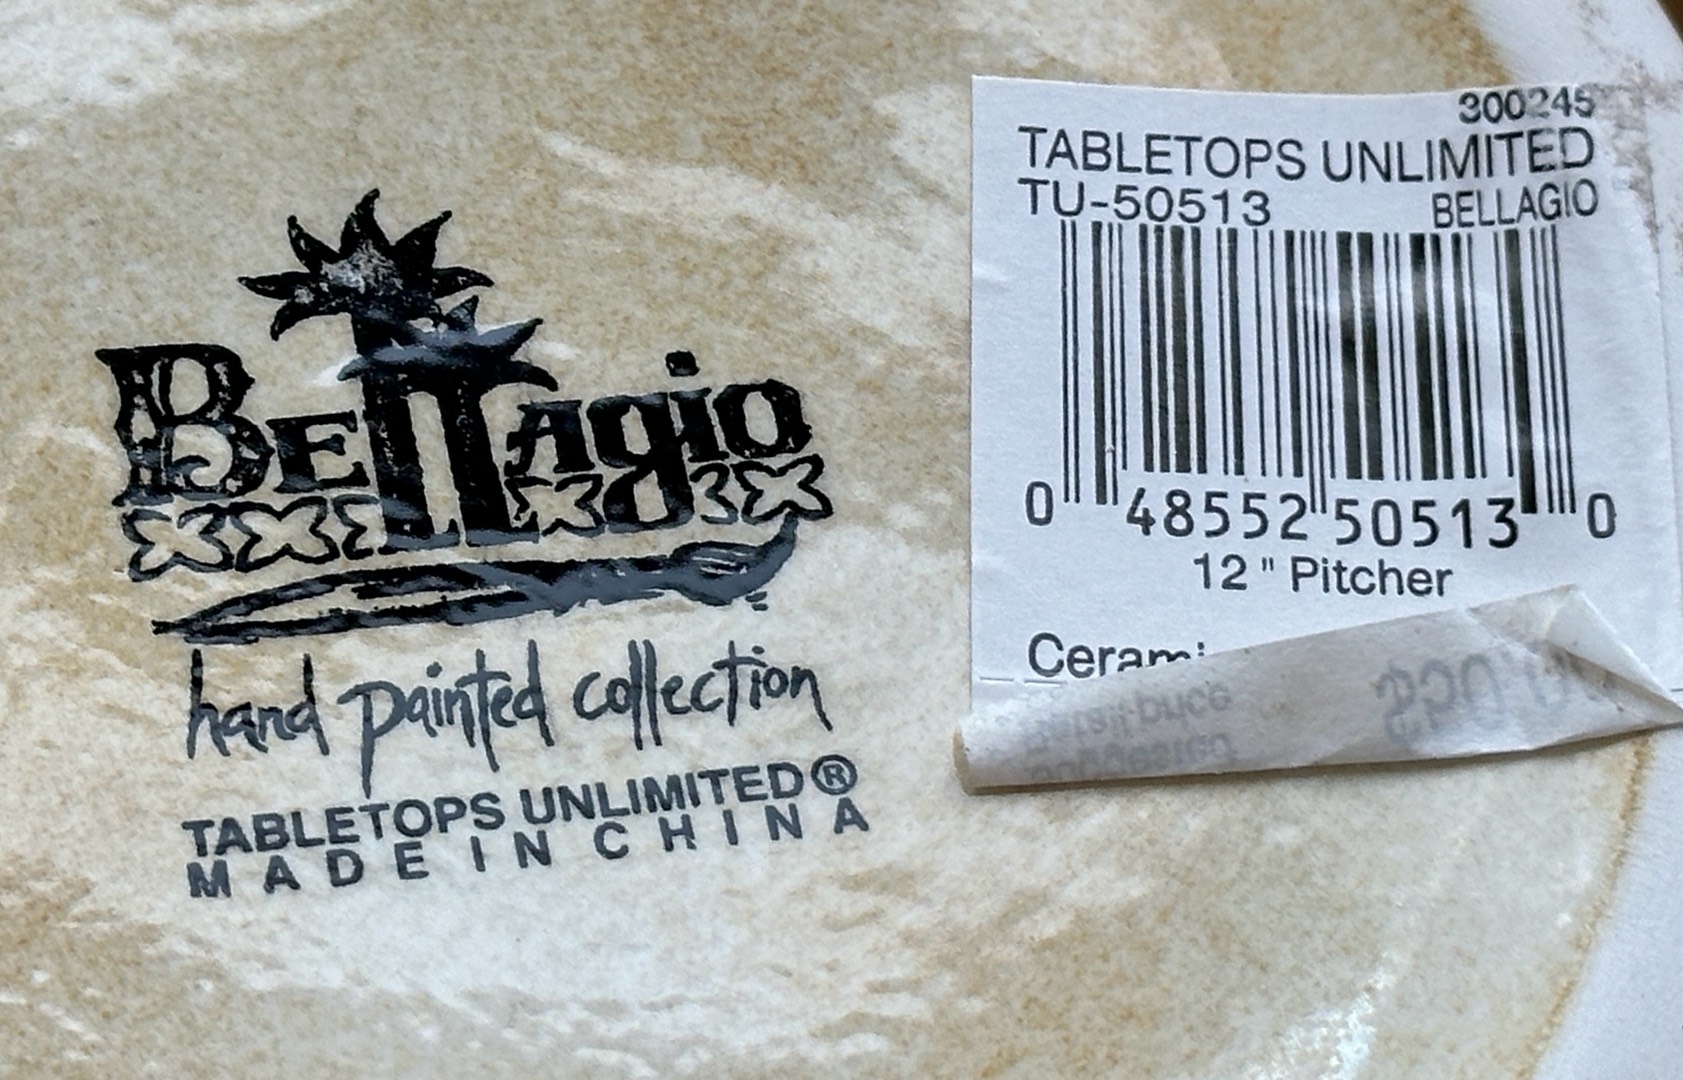 Bellagio
hand painted collection
TABLETOPS UNLIMITED®
MADE IN CHINA
300245
TABLETOPS UNLIMITED
TU-50513 BELLAGIO
0 48552 50513 0
12" Pitcher